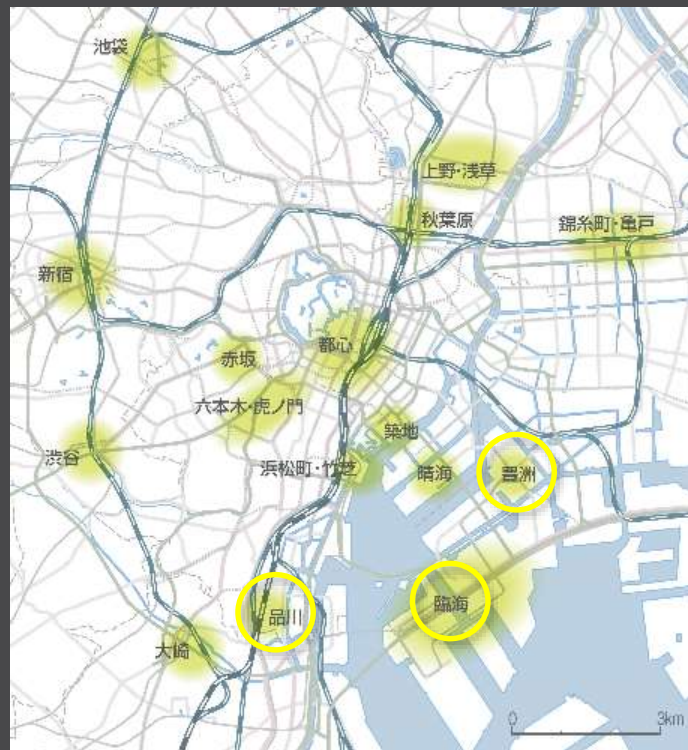 池袋
上野・浅草
秋葉原
錦糸町・亀戸
新宿
都心
赤坂
六本木・虎ノ門
築地
渋谷
浜松町・竹芝
晴海
豊洲
臨海
品川
大崎
0 3km